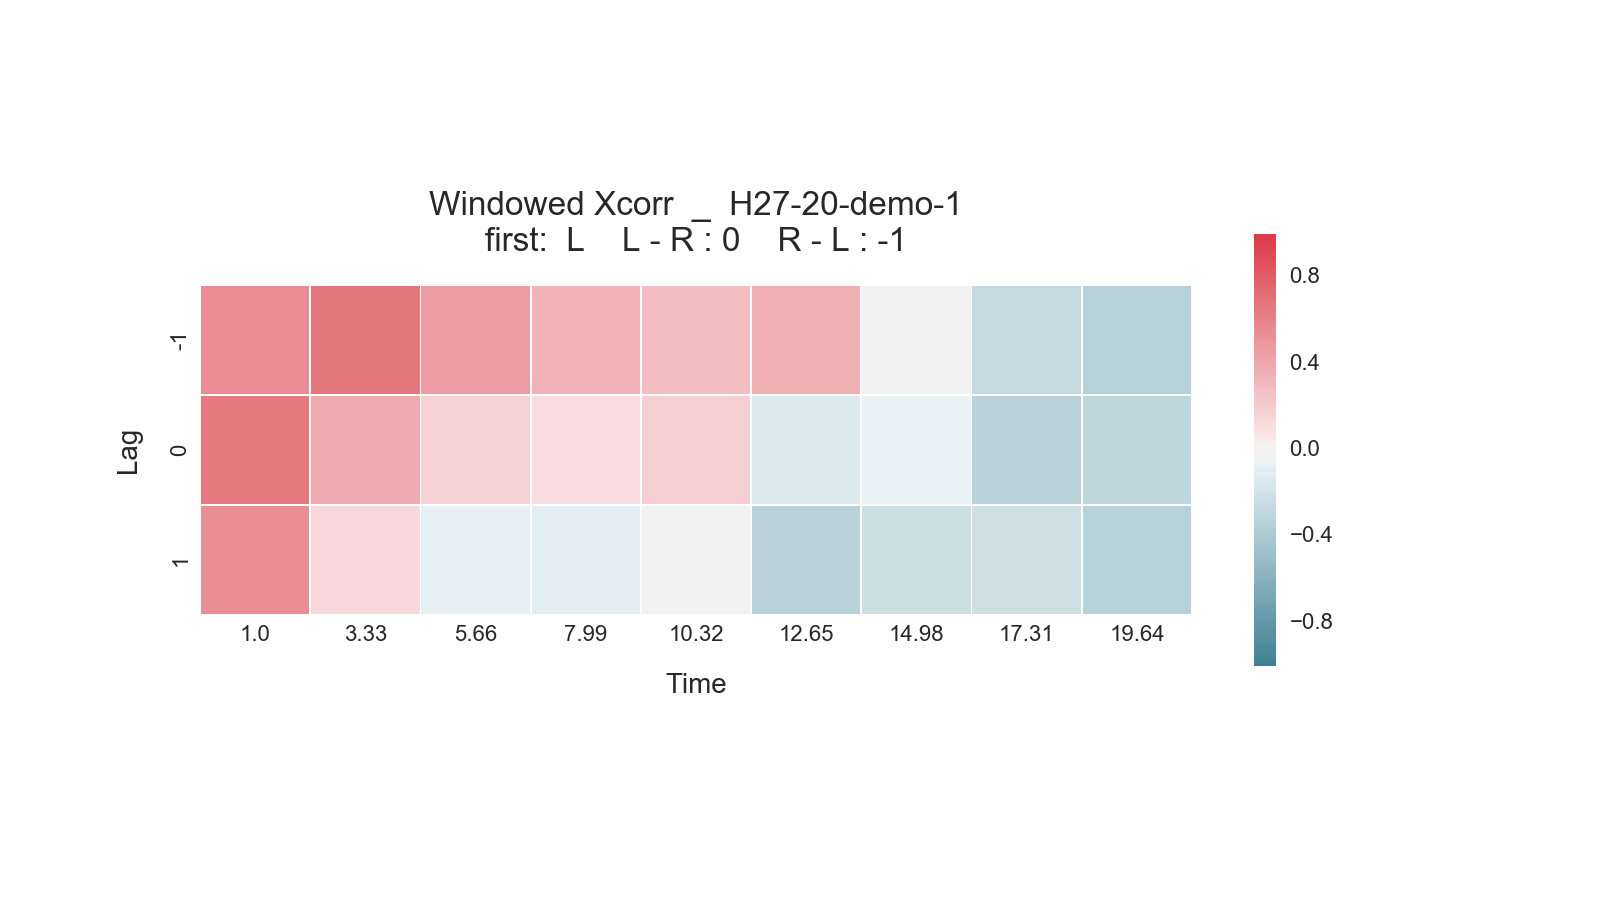 Windowed Xcorr _ H27-20-demo-1
first: L L - R : 0 R - L : -1
Lag
-1
0
1
1.0 3.33 5.66 7.99 10.32 12.65 14.98 17.31 19.64
Time
0.8
0.4
0.0
−0.4
−0.8